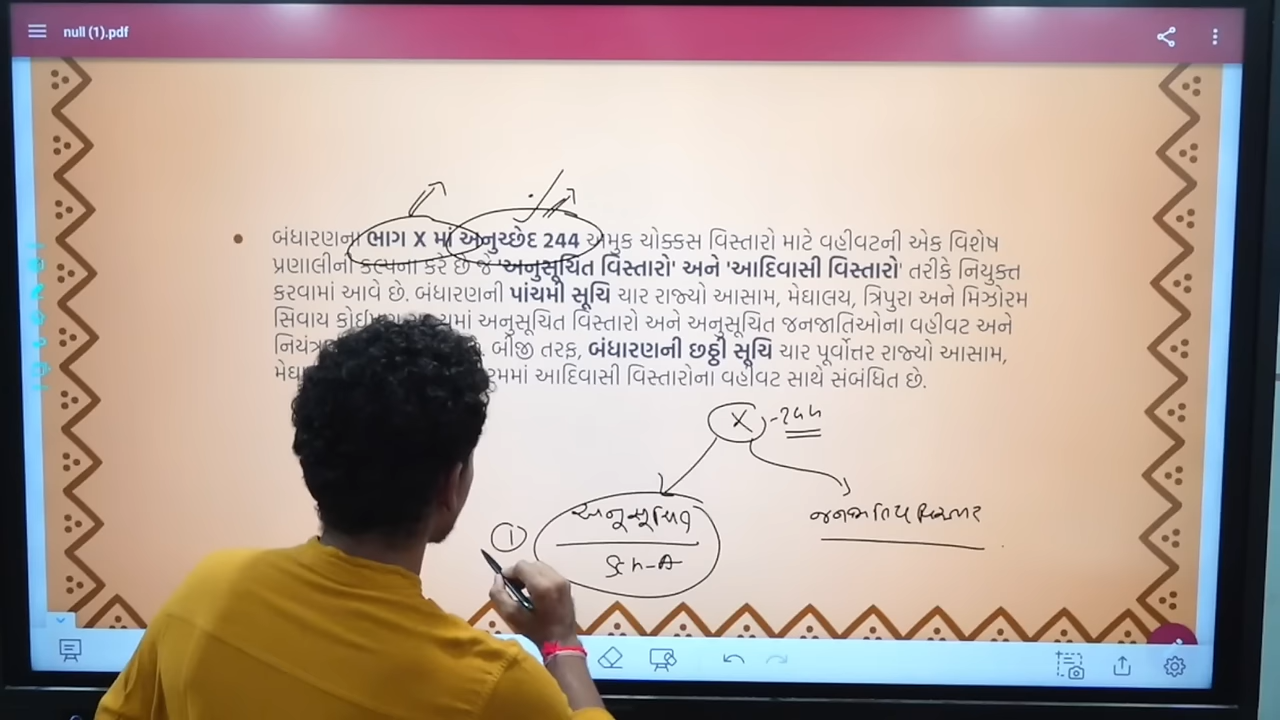 null (1).pdf
બંધારણના ભાગ X માં અનુચ્છેદ 244 અમુક ચોક્કસ વિસ્તારો માટે વહીવટની એક વિશેષ
પ્રણાલીની કલ્પના કરે છે જે 'અનુસૂચિત વિસ્તારો' અને 'આદિવાસી વિસ્તારો' તરીકે નિયુક્ત
કરવામાં આવે છે. બંધારણની પાંચમી સૂચિ ચાર રાજ્યો આસામ, મેઘાલય, ત્રિપુરા અને મિઝોરમ
સિવાય અનુસૂચિત વિસ્તારો અને અનુસૂચિત જનજાતિઓના વહીવટ અને
બીજી તરફ, બંધારણની છઠ્ઠી સૂચિ ચાર પૂર્વોત્તર રાજ્યો આસામ,
આદિવાસી વિસ્તારોના વહીવટ સાથે સંબંધિત છે.
X - 244
અનુસૂચિત જનજાતિય વિસ્તાર
1
Sch-A